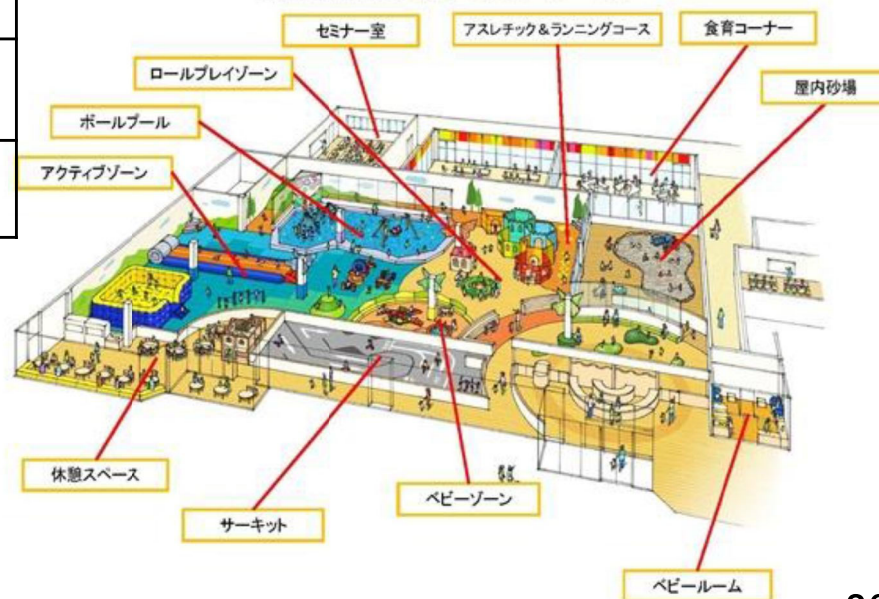 セミナー室
アスレチック＆ランニングコース
食育コーナー
ロールプレイゾーン
屋内砂場
ボールプール
アクティブゾーン
休憩スペース
サーキット
ベビーゾーン
ベビールーム